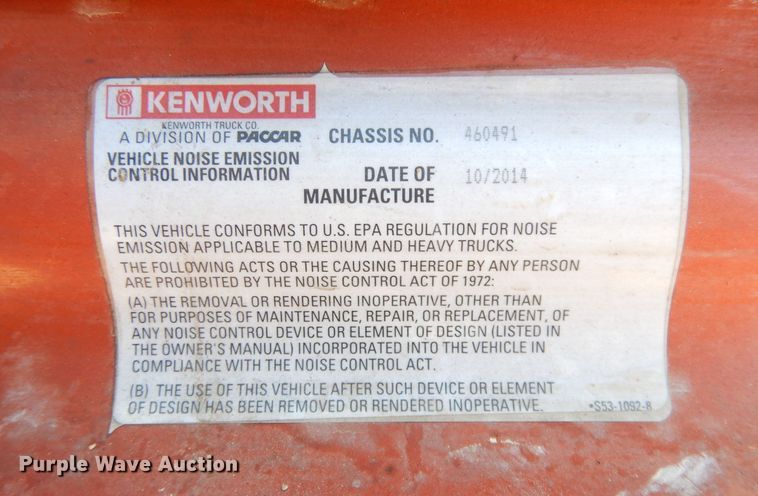 KENWORTH
KENWORTH TRUCK CO.
A DIVISION OF PACCAR
CHASSIS NO. 460491
VEHICLE NOISE EMISSION
CONTROL INFORMATION
DATE OF
MANUFACTURE
10/2014
THIS VEHICLE CONFORMS TO U.S. EPA REGULATION FOR NOISE
EMISSION APPLICABLE TO MEDIUM AND HEAVY TRUCKS.
THE FOLLOWING ACTS OR THE CAUSING THEREOF BY ANY PERSON
ARE PROHIBITED BY THE NOISE CONTROL ACT OF 1972:
(A) THE REMOVAL OR RENDERING INOPERATIVE, OTHER THAN
FOR PURPOSES OF MAINTENANCE, REPAIR, OR REPLACEMENT, OF
ANY NOISE CONTROL DEVICE OR ELEMENT OF DESIGN (LISTED IN
THE OWNER'S MANUAL) INCORPORATED INTO THE VEHICLE IN
COMPLIANCE WITH THE NOISE CONTROL ACT.
(B) THE USE OF THIS VEHICLE AFTER SUCH DEVICE OR ELEMENT
OF DESIGN HAS BEEN REMOVED OR RENDERED INOPERATIVE.
•S53-1092-8
Purple Wave Auction